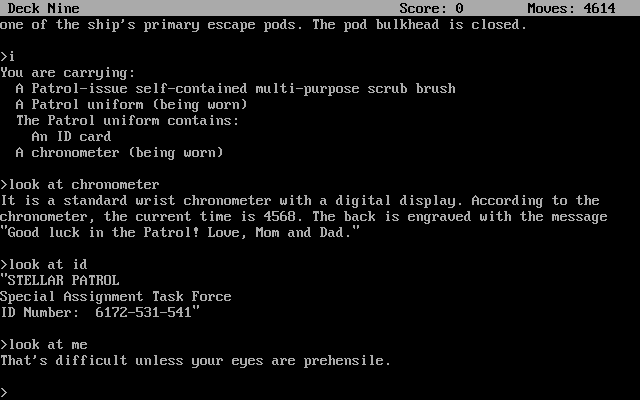 Deck Nine Score: 0 Moves: 4614
one of the ship's primary escape pods. The pod bulkhead is closed.
>i
You are carrying:
A Patrol-issue self-contained multi-purpose scrub brush
A Patrol uniform (being worn)
The Patrol uniform contains:
An ID card
A chronometer (being worn)
>look at chronometer
It is a standard wrist chronometer with a digital display. According to the
chronometer, the current time is 4568. The back is engraved with the message
"Good luck in the Patrol! Love, Mom and Dad."
>look at id
"STELLAR PATROL
Special Assignment Task Force
ID Number:  6172-531-541"
>look at me
That's difficult unless your eyes are prehensile.
>